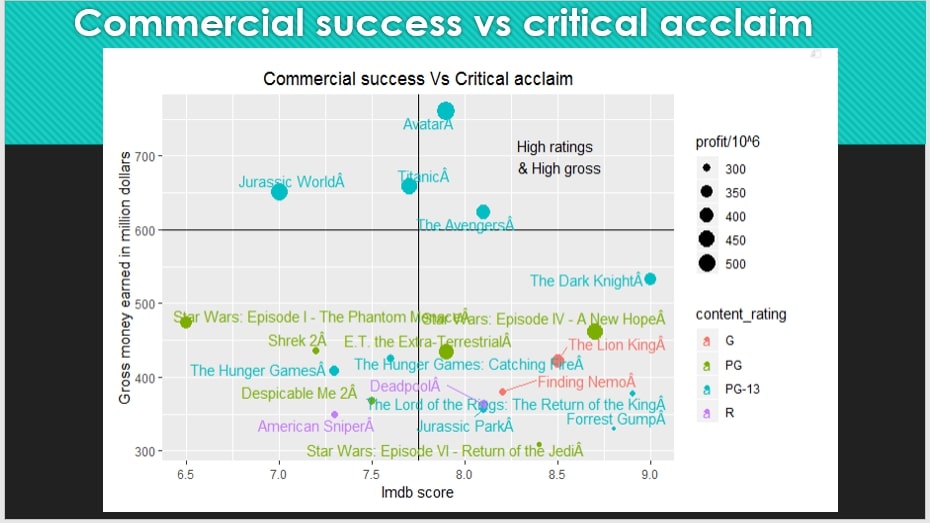 Commercial success vs critical acclaim
Commercial success Vs Critical acclaim
Gross money earned in million dollars
700
600
500
400
300
AvatarÂ
High ratings
& High gross
Jurassic WorldÂ
TitanicÂ
The AvengersÂ
The Dark KnightÂ
Star Wars: Episode I - The Phantom MenaceÂ
Star Wars: Episode IV - A New HopeÂ
Shrek 2Â
E.T. the Extra-TerrestrialÂ
The Lion KingÂ
The Hunger GamesÂ
The Hunger Games: Catching FireÂ
DeadpoolÂ
Finding NemoÂ
Despicable Me 2Â
The Lord of the Rings: The Return of the KingÂ
American SniperÂ
Jurassic ParkÂ
Forrest GumpÂ
Star Wars: Episode VI - Return of the JediÂ
6.5
7.0
7.5
8.0
8.5
9.0
Imdb score
profit/10^6
300
350
400
450
500
content_rating
a G
a PG
a PG-13
a R